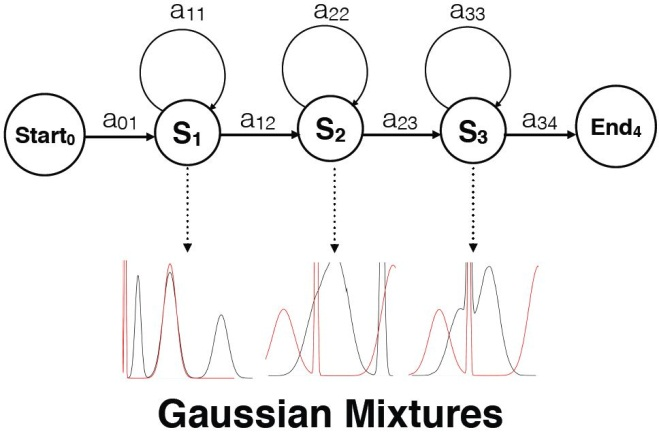 a11 a22 a33
Start0 a01 S1 a12 S2 a23 S3 a34 End4
Gaussian Mixtures